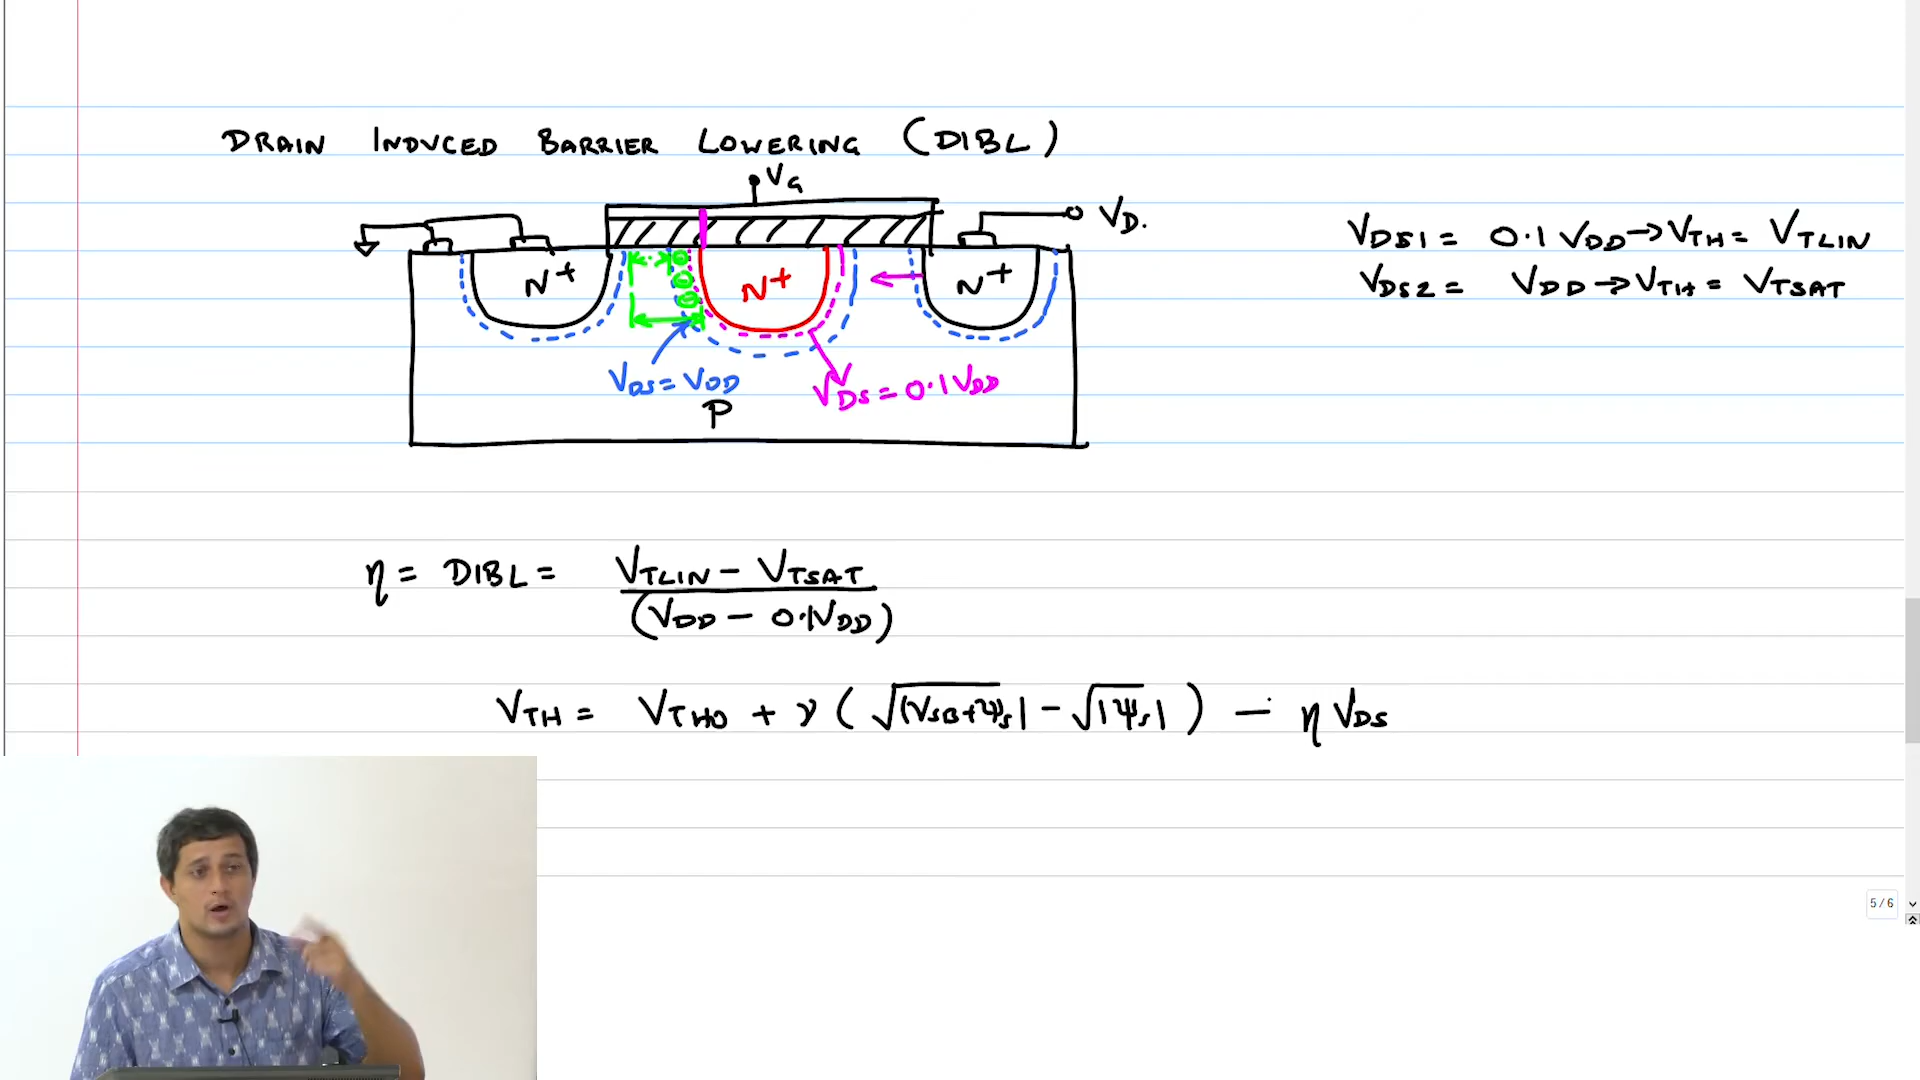 DRAIN INDUCED BARRIER LOWERING (DIBL)
VG
VD.
N+ N+ N+
VDS1 = 0.1 VDD → VTH = VTLIN
VDS2 = VDD → VTH = VTSAT
VDS = VDD
VDS = 0.1VDD
P
η = DIBL = VTLIN - VTSAT
(VDD - 0.1VDD)
VTH = VTH0 + γ ( √|VSB+Ψs| - √|Ψs| ) - η VDS
5 / 6